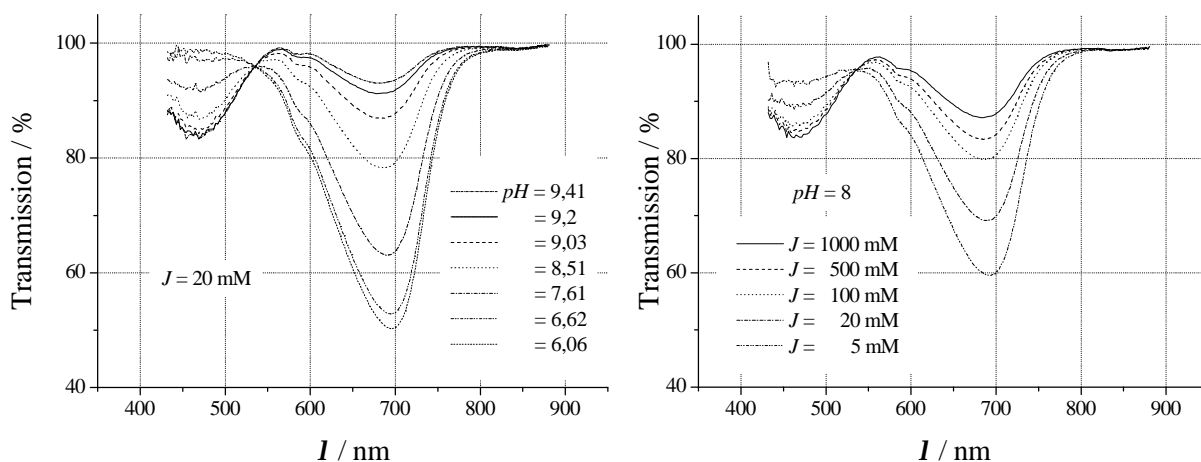 100
80
60
40
400
500
600
700
800
900
Transmission / %
l / nm
J = 20 mM
pH = 9,41
= 9,2
= 9,03
= 8,51
= 7,61
= 6,62
= 6,06
100
80
60
40
400
500
600
700
800
900
Transmission / %
l / nm
pH = 8
J = 1000 mM
J = 500 mM
J = 100 mM
J = 20 mM
J = 5 mM